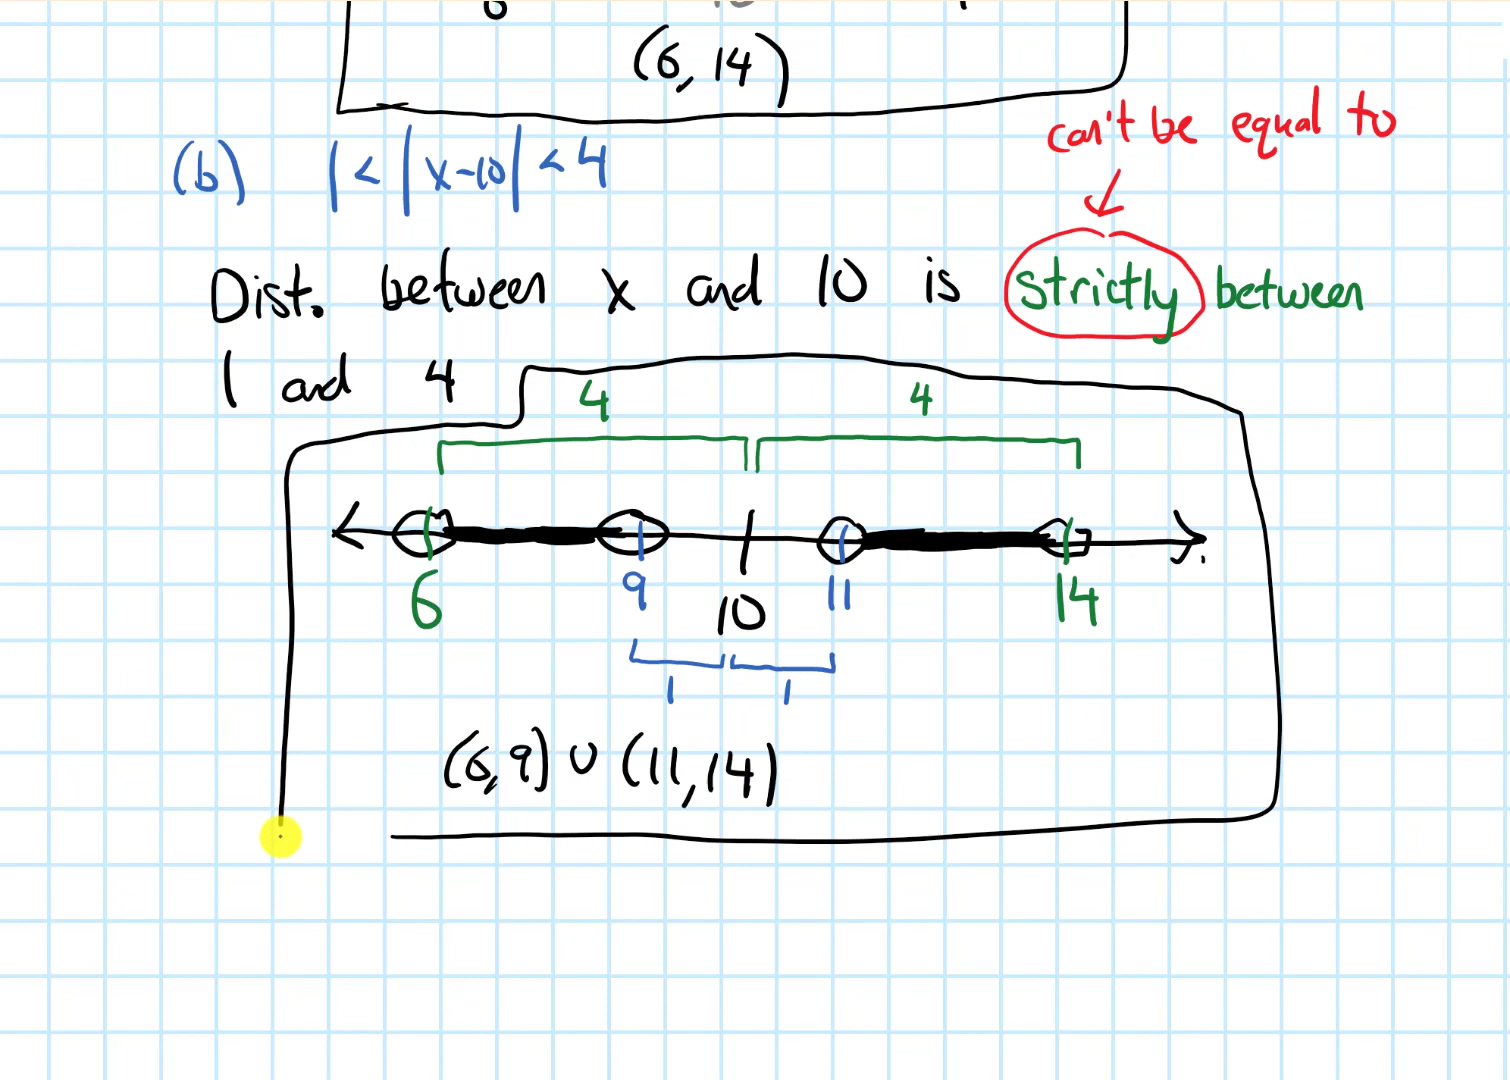 (6, 14)
can't be equal to
(b) 1 < |x-10| < 4
Dist. between x and 10 is strictly between
1 and 4
4 4
6 9 10 11 14
1 1
(6,9) ∪ (11,14)